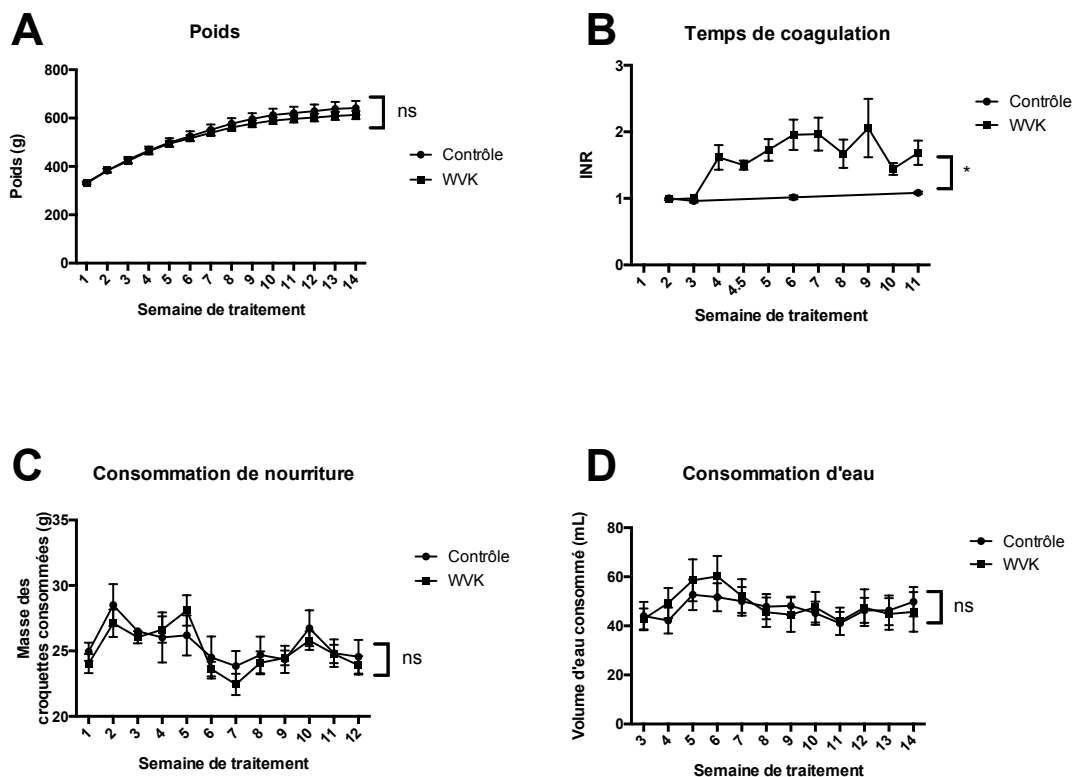 A
Poids
Poids (g)
800
600
400
200
0
1 2 3 4 5 6 7 8 9 10 11 12 13 14
Semaine de traitement
Contrôle
WVK
ns
B
Temps de coagulation
INR
3
2
1
0
1 2 3 4 4.5 5 6 7 8 9 10 11
Semaine de traitement
Contrôle
WVK
*
C
Consommation de nourriture
Masse des
croquettes consommées (g)
35
30
25
20
1 2 3 4 5 6 7 8 9 10 11 12
Semaine de traitement
Contrôle
WVK
ns
D
Consommation d'eau
Volume d'eau consommé (mL)
80
60
40
20
0
3 4 5 6 7 8 9 10 11 12 13 14
Semaine de traitement
Contrôle
WVK
ns